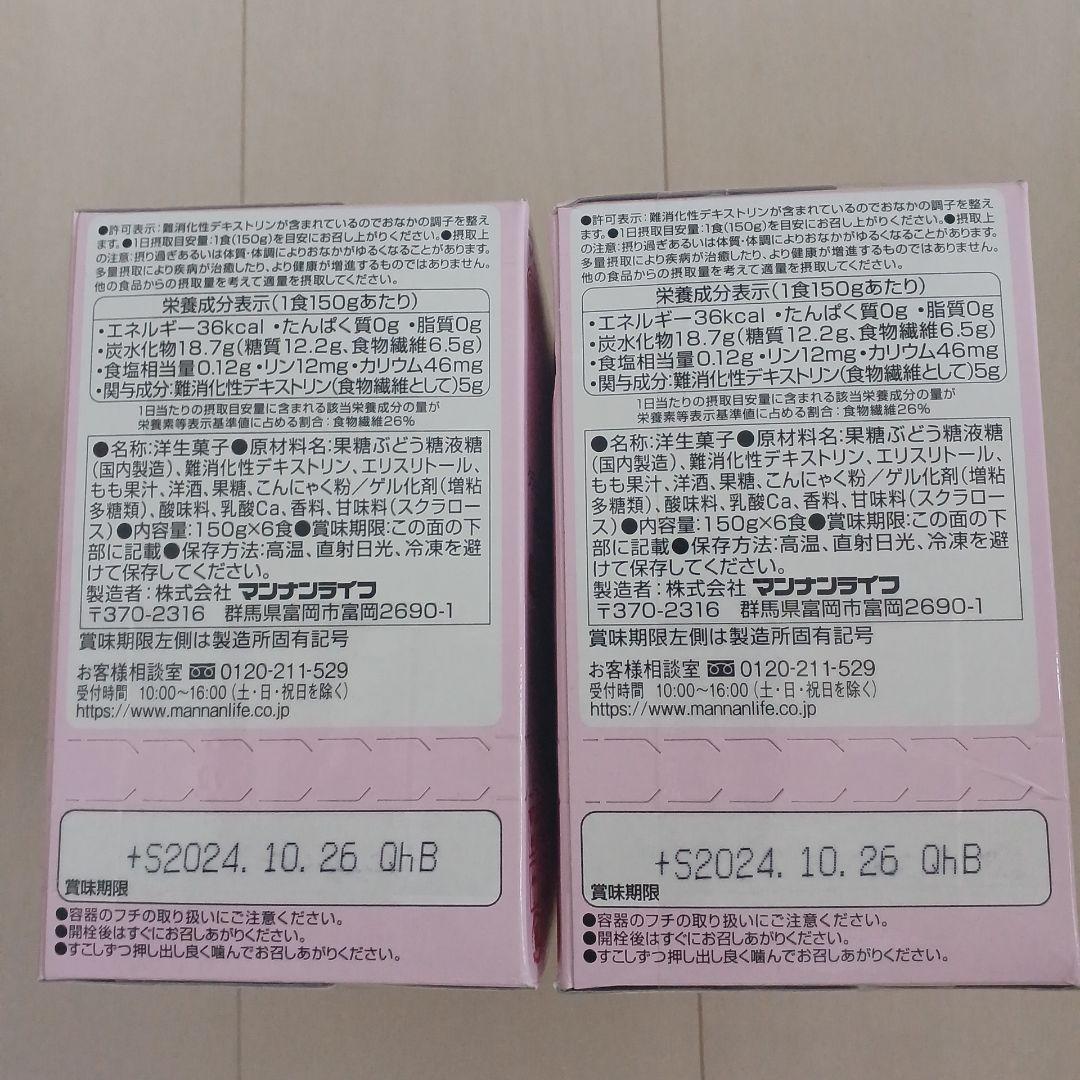 ●許可表示:難消化性デキストリンが含まれているのでおなかの調子を整え
ます。●1日摂取目安量:1食(150g)を目安にお召し上がりください。●摂取上
の注意:摂り過ぎあるいは体質・体調によりおなかがゆるくなることがあります。
多量摂取により疾病が治癒したり、より健康が増進するものではありません。
他の食品からの摂取量を考えて適量を摂取してください。
栄養成分表示(1食150gあたり)
・エネルギー36kcal ・たんぱく質0g ・脂質0g
・炭水化物18.7g(糖質12.2g、食物繊維6.5g)
・食塩相当量0.12g・リン12mg・カリウム46mg
・関与成分:難消化性デキストリン(食物繊維として)5g
1日当たりの摂取目安量に含まれる該当栄養成分の量が
栄養素等表示基準値に占める割合:食物繊維26%
●名称:洋生菓子●原材料名:果糖ぶどう糖液糖
(国内製造)、難消化性デキストリン、エリスリトール、
もも果汁、洋酒、果糖、こんにゃく粉/ゲル化剤(増粘
多糖類)、酸味料、乳酸Ca、香料、甘味料(スクラロー
ス)●内容量:150g×6食●賞味期限:この面の下
部に記載●保存方法:高温、直射日光、冷凍を避
けて保存してください。
製造者:株式会社 マンナンライフ
〒370-2316 群馬県富岡市富岡2690-1
賞味期限左側は製造所固有記号
お客様相談室 0120-211-529
受付時間 10:00〜16:00(土・日・祝日を除く)
https://www.mannanlife.co.jp
+S2024.10.26 QhB
賞味期限
●容器のフチの取り扱いにご注意ください。
●開栓後はすぐにお召しあがりください。
●すこしずつ押し出し良く噛んでお召しあがりください。
●許可表示:難消化性デキストリンが含まれているのでおなかの調子を整え
ます。●1日摂取目安量:1食(150g)を目安にお召し上がりください。●摂取上
の注意:摂り過ぎあるいは体質・体調によりおなかがゆるくなることがあります。
多量摂取により疾病が治癒したり、より健康が増進するものではありません。
他の食品からの摂取量を考えて適量を摂取してください。
栄養成分表示(1食150gあたり)
・エネルギー36kcal ・たんぱく質0g ・脂質0g
・炭水化物18.7g(糖質12.2g、食物繊維6.5g)
・食塩相当量0.12g・リン12mg・カリウム46mg
・関与成分:難消化性デキストリン(食物繊維として)5g
1日当たりの摂取目安量に含まれる該当栄養成分の量が
栄養素等表示基準値に占める割合:食物繊維26%
●名称:洋生菓子●原材料名:果糖ぶどう糖液糖
(国内製造)、難消化性デキストリン、エリスリトール、
もも果汁、洋酒、果糖、こんにゃく粉/ゲル化剤(増粘
多糖類)、酸味料、乳酸Ca、香料、甘味料(スクラロー
ス)●内容量:150g×6食●賞味期限:この面の下
部に記載●保存方法:高温、直射日光、冷凍を避
けて保存してください。
製造者:株式会社 マンナンライフ
〒370-2316 群馬県富岡市富岡2690-1
賞味期限左側は製造所固有記号
お客様相談室 0120-211-529
受付時間 10:00〜16:00(土・日・祝日を除く)
https://www.mannanlife.co.jp
+S2024.10.26 QhB
賞味期限
●容器のフチの取り扱いにご注意ください。
●開栓後はすぐにお召しあがりください。
●すこしずつ押し出し良く噛んでお召しあがりください。